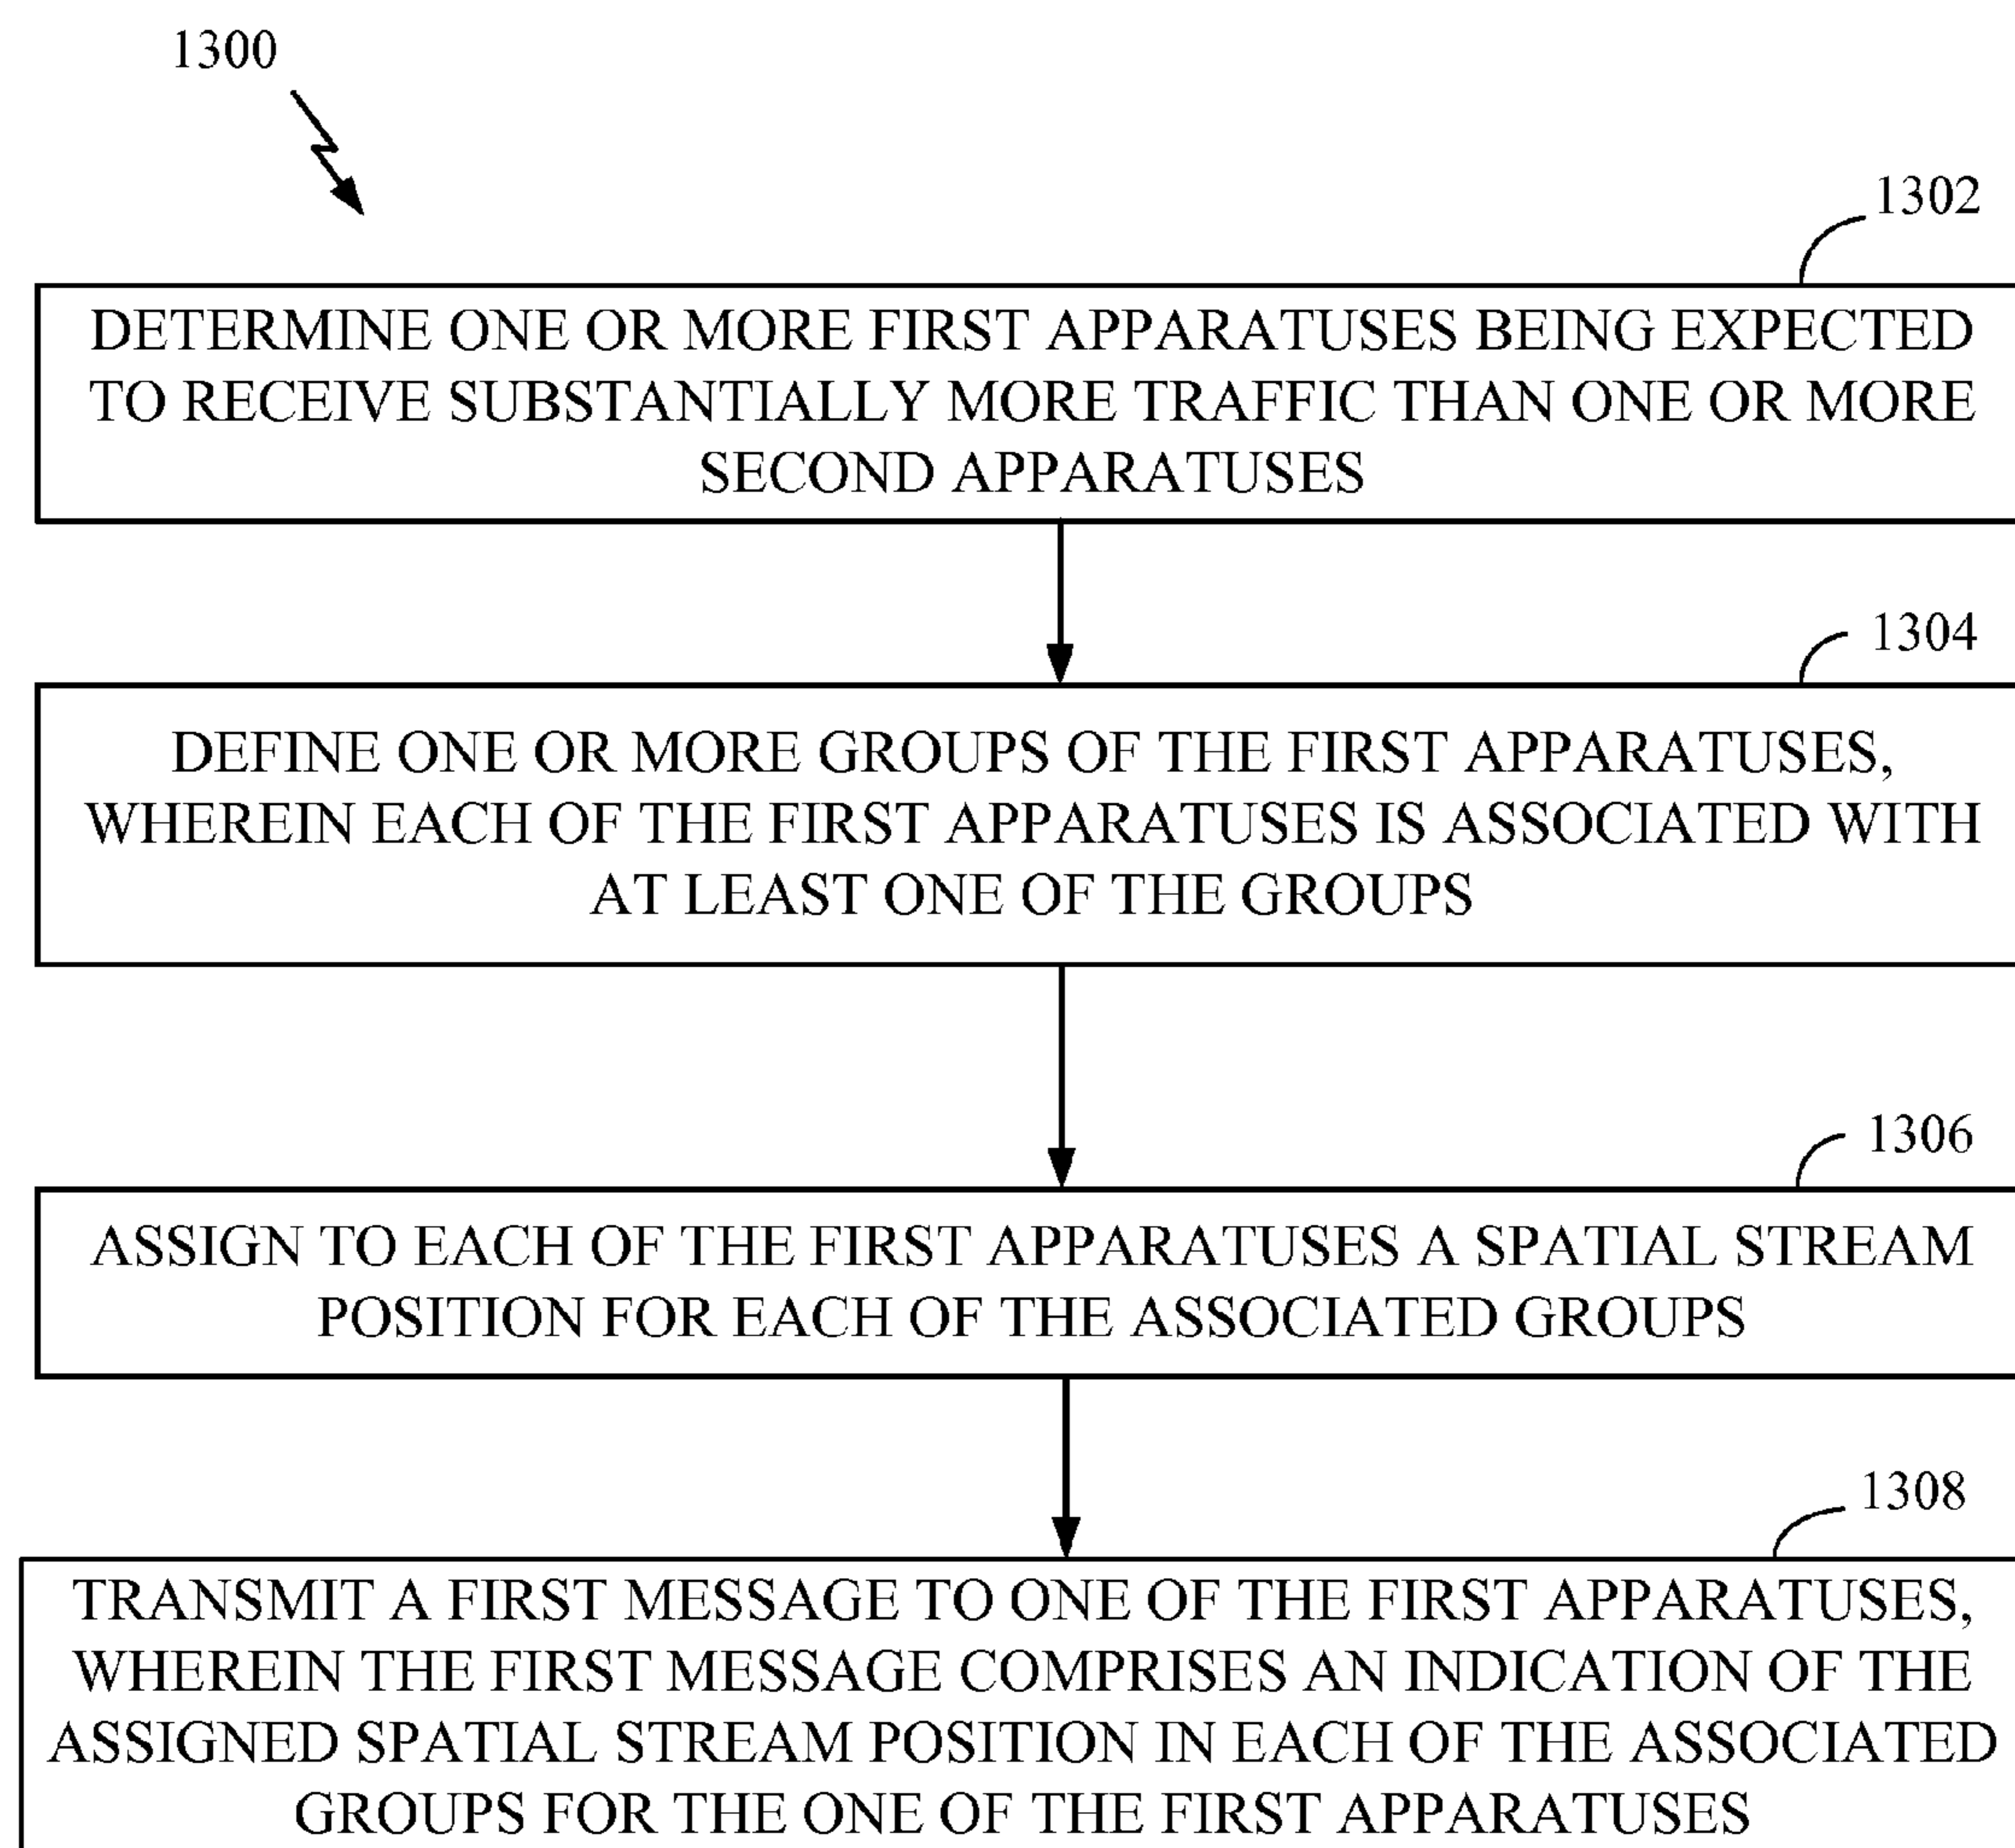 1300
1302
DETERMINE ONE OR MORE FIRST APPARATUSES BEING EXPECTED
TO RECEIVE SUBSTANTIALLY MORE TRAFFIC THAN ONE OR MORE
SECOND APPARATUSES
1304
DEFINE ONE OR MORE GROUPS OF THE FIRST APPARATUSES,
WHEREIN EACH OF THE FIRST APPARATUSES IS ASSOCIATED WITH
AT LEAST ONE OF THE GROUPS
1306
ASSIGN TO EACH OF THE FIRST APPARATUSES A SPATIAL STREAM
POSITION FOR EACH OF THE ASSOCIATED GROUPS
1308
TRANSMIT A FIRST MESSAGE TO ONE OF THE FIRST APPARATUSES,
WHEREIN THE FIRST MESSAGE COMPRISES AN INDICATION OF THE
ASSIGNED SPATIAL STREAM POSITION IN EACH OF THE ASSOCIATED
GROUPS FOR THE ONE OF THE FIRST APPARATUSES